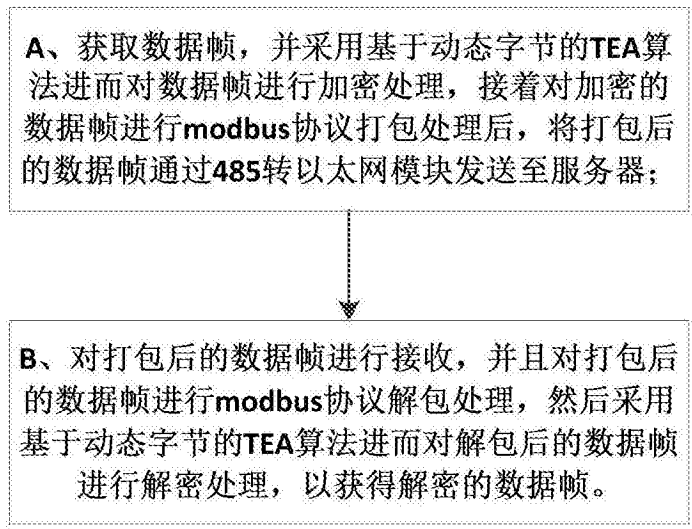 A、获取数据帧，并采用基于动态字节的TEA算
法进而对数据帧进行加密处理，接着对加密的
数据帧进行modbus协议打包处理后，将打包后
的数据帧通过485转以太网模块发送至服务器；
B、对打包后的数据帧进行接收，并且对打包后
的数据帧进行modbus协议解包处理，然后采用
基于动态字节的TEA算法进而对解包后的数据帧
进行解密处理，以获得解密的数据帧。